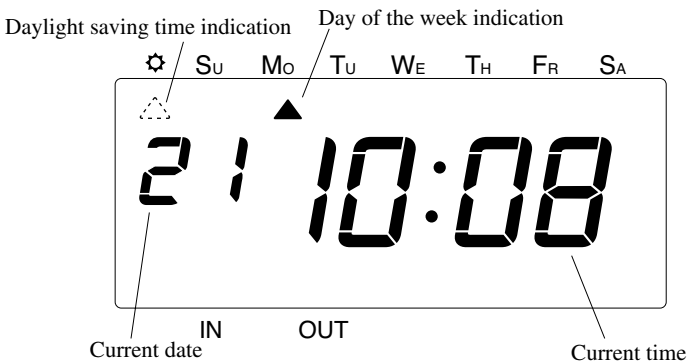 Daylight saving time indication
Day of the week indication
SU MO TU WE TH FR SA
21 10:08
IN OUT
Current date
Current time